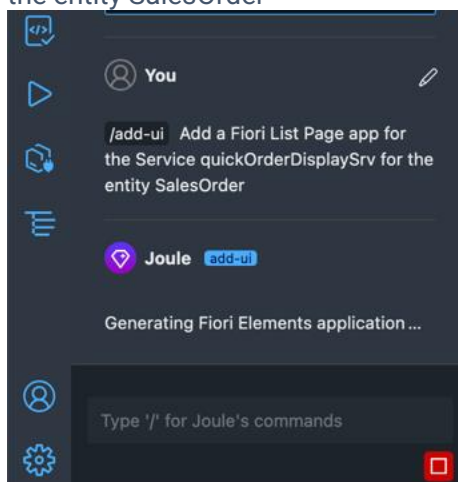 the entity SalesOrder
You
/add-ui Add a Fiori List Page app for
the Service quickOrderDisplaySrv for the
entity SalesOrder
Joule add-ui
Generating Fiori Elements application ...
Type '/' for Joule's commands